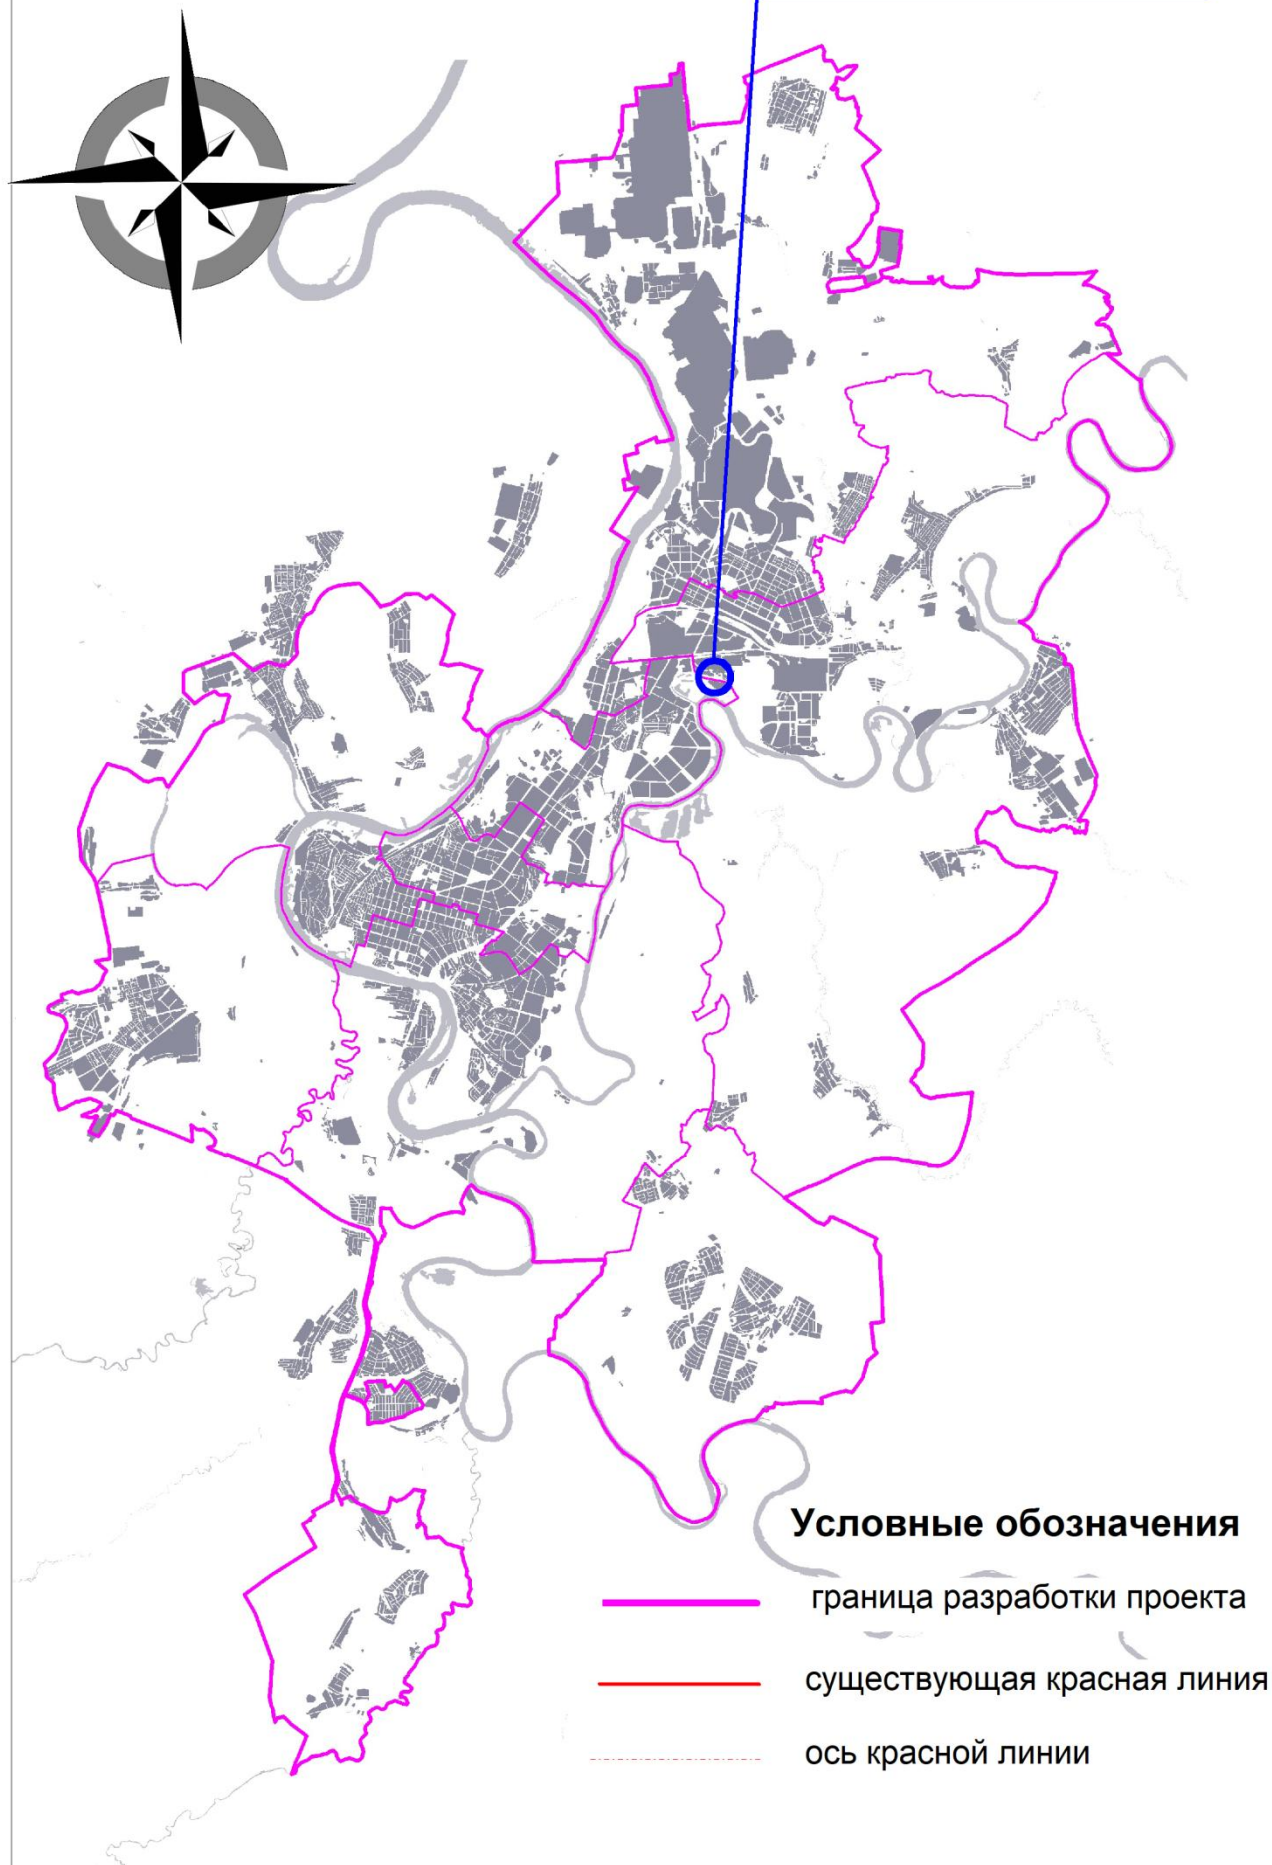 Условные обозначения
граница разработки проекта
существующая красная линия
ось красной линии